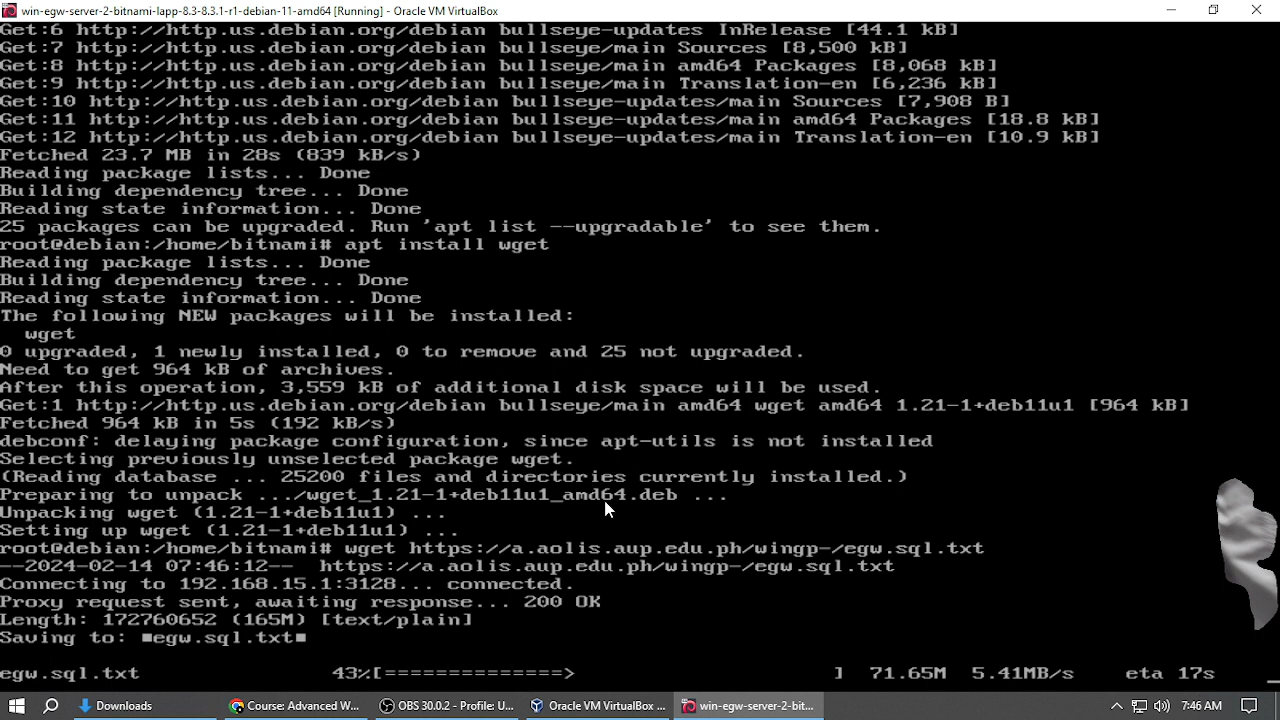 win-egw-server-2-bitnami-lapp-8.3-8.3.1-r1-debian-11-amd64 [Running] - Oracle VM VirtualBox
Get:6 http://http.us.debian.org/debian bullseye-updates InRelease [44.1 kB]
Get:7 http://http.us.debian.org/debian bullseye/main Sources [8,500 kB]
Get:8 http://http.us.debian.org/debian bullseye/main amd64 Packages [8,068 kB]
Get:9 http://http.us.debian.org/debian bullseye/main Translation-en [6,236 kB]
Get:10 http://http.us.debian.org/debian bullseye-updates/main Sources [7,908 B]
Get:11 http://http.us.debian.org/debian bullseye-updates/main amd64 Packages [18.8 kB]
Get:12 http://http.us.debian.org/debian bullseye-updates/main Translation-en [10.9 kB]
Fetched 23.7 MB in 28s (839 kB/s)
Reading package lists... Done
Building dependency tree... Done
Reading state information... Done
25 packages can be upgraded. Run 'apt list --upgradable' to see them.
root@debian:/home/bitnami# apt install wget
Reading package lists... Done
Building dependency tree... Done
Reading state information... Done
The following NEW packages will be installed:
  wget
0 upgraded, 1 newly installed, 0 to remove and 25 not upgraded.
Need to get 964 kB of archives.
After this operation, 3,559 kB of additional disk space will be used.
Get:1 http://http.us.debian.org/debian bullseye/main amd64 wget amd64 1.21-1+deb11u1 [964 kB]
Fetched 964 kB in 5s (192 kB/s)
debconf: delaying package configuration, since apt-utils is not installed
Selecting previously unselected package wget.
(Reading database ... 25200 files and directories currently installed.)
Preparing to unpack .../wget_1.21-1+deb11u1_amd64.deb ...
Unpacking wget (1.21-1+deb11u1) ...
Setting up wget (1.21-1+deb11u1) ...
root@debian:/home/bitnami# wget https://a.aolis.aup.edu.ph/wingp-/egw.sql.txt
--2024-02-14 07:46:12--  https://a.aolis.aup.edu.ph/wingp-/egw.sql.txt
Connecting to 192.168.15.1:3128... connected.
Proxy request sent, awaiting response... 200 OK
Length: 172760652 (165M) [text/plain]
Saving to: ■egw.sql.txt■
egw.sql.txt 43%[==============> ] 71.65M 5.41MB/s eta 17s
Downloads Course: Advanced W... OBS 30.0.2 - Profile: U... Oracle VM VirtualBox ... win-egw-server-2-bit... 7:46 AM